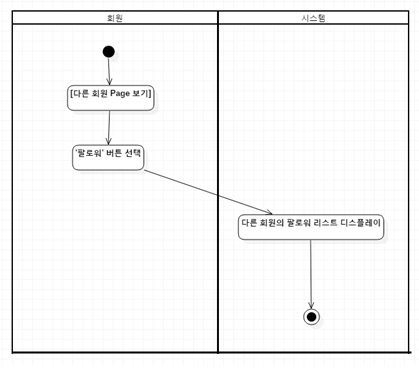 회원
시스템
[다른 회원 Page 보기]
'팔로워' 버튼 선택
다른 회원의 팔로워 리스트 디스플레이